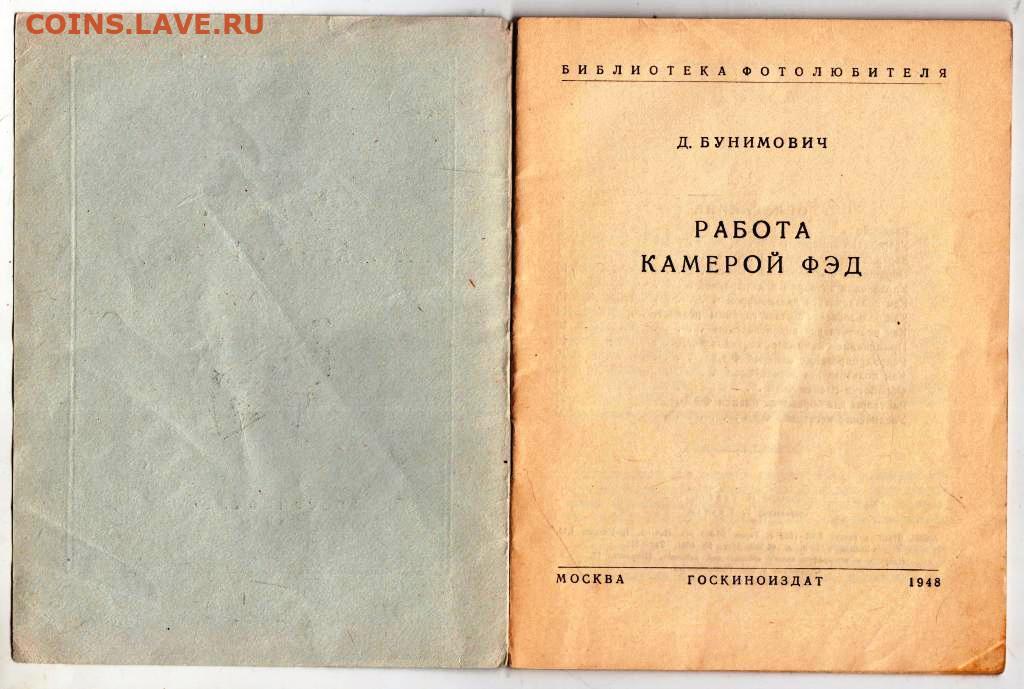 COINS.LAVE.RU
БИБЛИОТЕКА ФОТОЛЮБИТЕЛЯ
Д. БУНИМОВИЧ
РАБОТА
КАМЕРОЙ ФЭД
МОСКВА ГОСКИНОИЗДАТ 1948